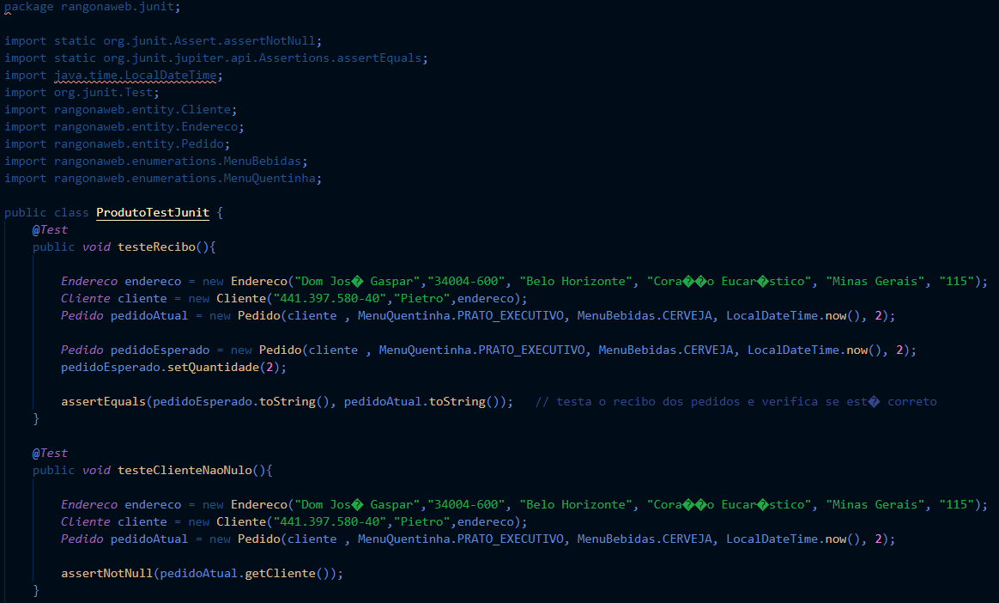 package rangonaweb.junit;
import static org.junit.Assert.assertNotNull;
import static org.junit.jupiter.api.Assertions.assertEquals;
import java.time.LocalDateTime;
import org.junit.Test;
import rangonaweb.entity.Cliente;
import rangonaweb.entity.Endereco;
import rangonaweb.entity.Pedido;
import rangonaweb.enumerations.MenuBebidas;
import rangonaweb.enumerations.MenuQuentinha;
public class ProdutoTestJunit {
@Test
public void testeRecibo(){
Endereco endereco = new Endereco("Dom Jos� Gaspar","34004-600", "Belo Horizonte", "Cora��o Eucar�stico", "Minas Gerais", "115");
Cliente cliente = new Cliente("441.397.580-40","Pietro",endereco);
Pedido pedidoAtual = new Pedido(cliente , MenuQuentinha.PRATO_EXECUTIVO, MenuBebidas.CERVEJA, LocalDateTime.now(), 2);
Pedido pedidoEsperado = new Pedido(cliente , MenuQuentinha.PRATO_EXECUTIVO, MenuBebidas.CERVEJA, LocalDateTime.now(), 2);
pedidoEsperado.setQuantidade(2);
assertEquals(pedidoEsperado.toString(), pedidoAtual.toString());   // testa o recibo dos pedidos e verifica se est� correto
}
@Test
public void testeClienteNaoNulo(){
Endereco endereco = new Endereco("Dom Jos� Gaspar","34004-600", "Belo Horizonte", "Cora��o Eucar�stico", "Minas Gerais", "115");
Cliente cliente = new Cliente("441.397.580-40","Pietro",endereco);
Pedido pedidoAtual = new Pedido(cliente , MenuQuentinha.PRATO_EXECUTIVO, MenuBebidas.CERVEJA, LocalDateTime.now(), 2);
assertNotNull(pedidoAtual.getCliente());
}